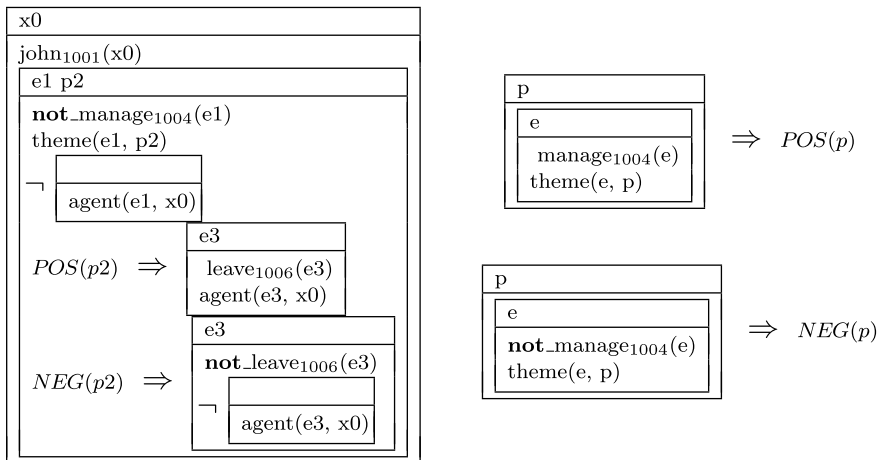 x0
john1001(x0)
e1 p2
not_manage1004(e1)
theme(e1, p2)
¬
agent(e1, x0)
e3
POS(p2) ⇒ leave1006(e3)
agent(e3, x0)
e3
not_leave1006(e3)
NEG(p2) ⇒ ¬
agent(e3, x0)
p
e
manage1004(e)
theme(e, p)
⇒ POS(p)
p
e
not_manage1004(e)
theme(e, p)
⇒ NEG(p)